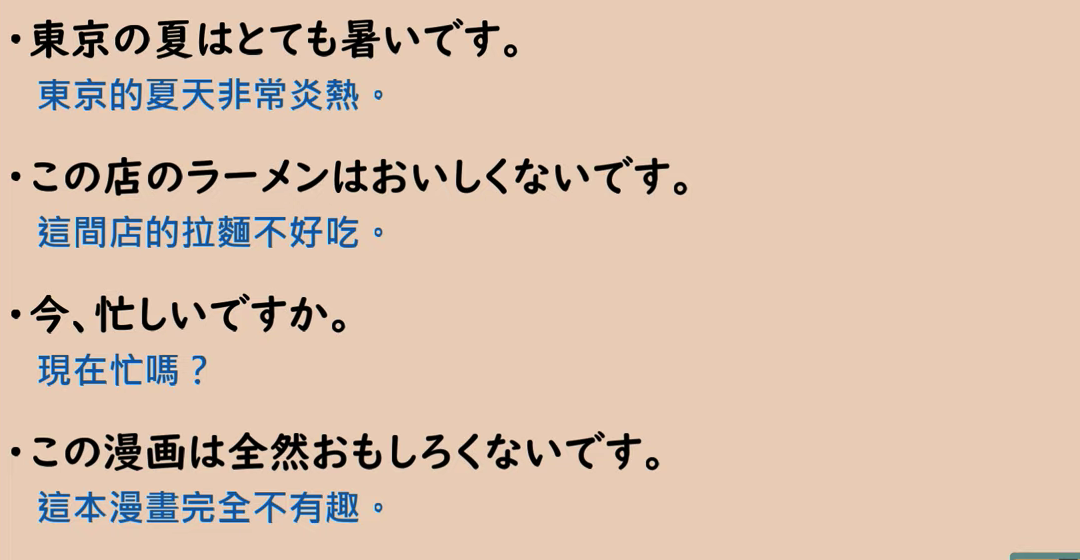 ・東京の夏はとても暑いです。
東京的夏天非常炎熱。
・この店のラーメンはおいしくないです。
這間店的拉麵不好吃。
・今、忙しいですか。
現在忙嗎？
・この漫画は全然おもしろくないです。
這本漫畫完全不有趣。